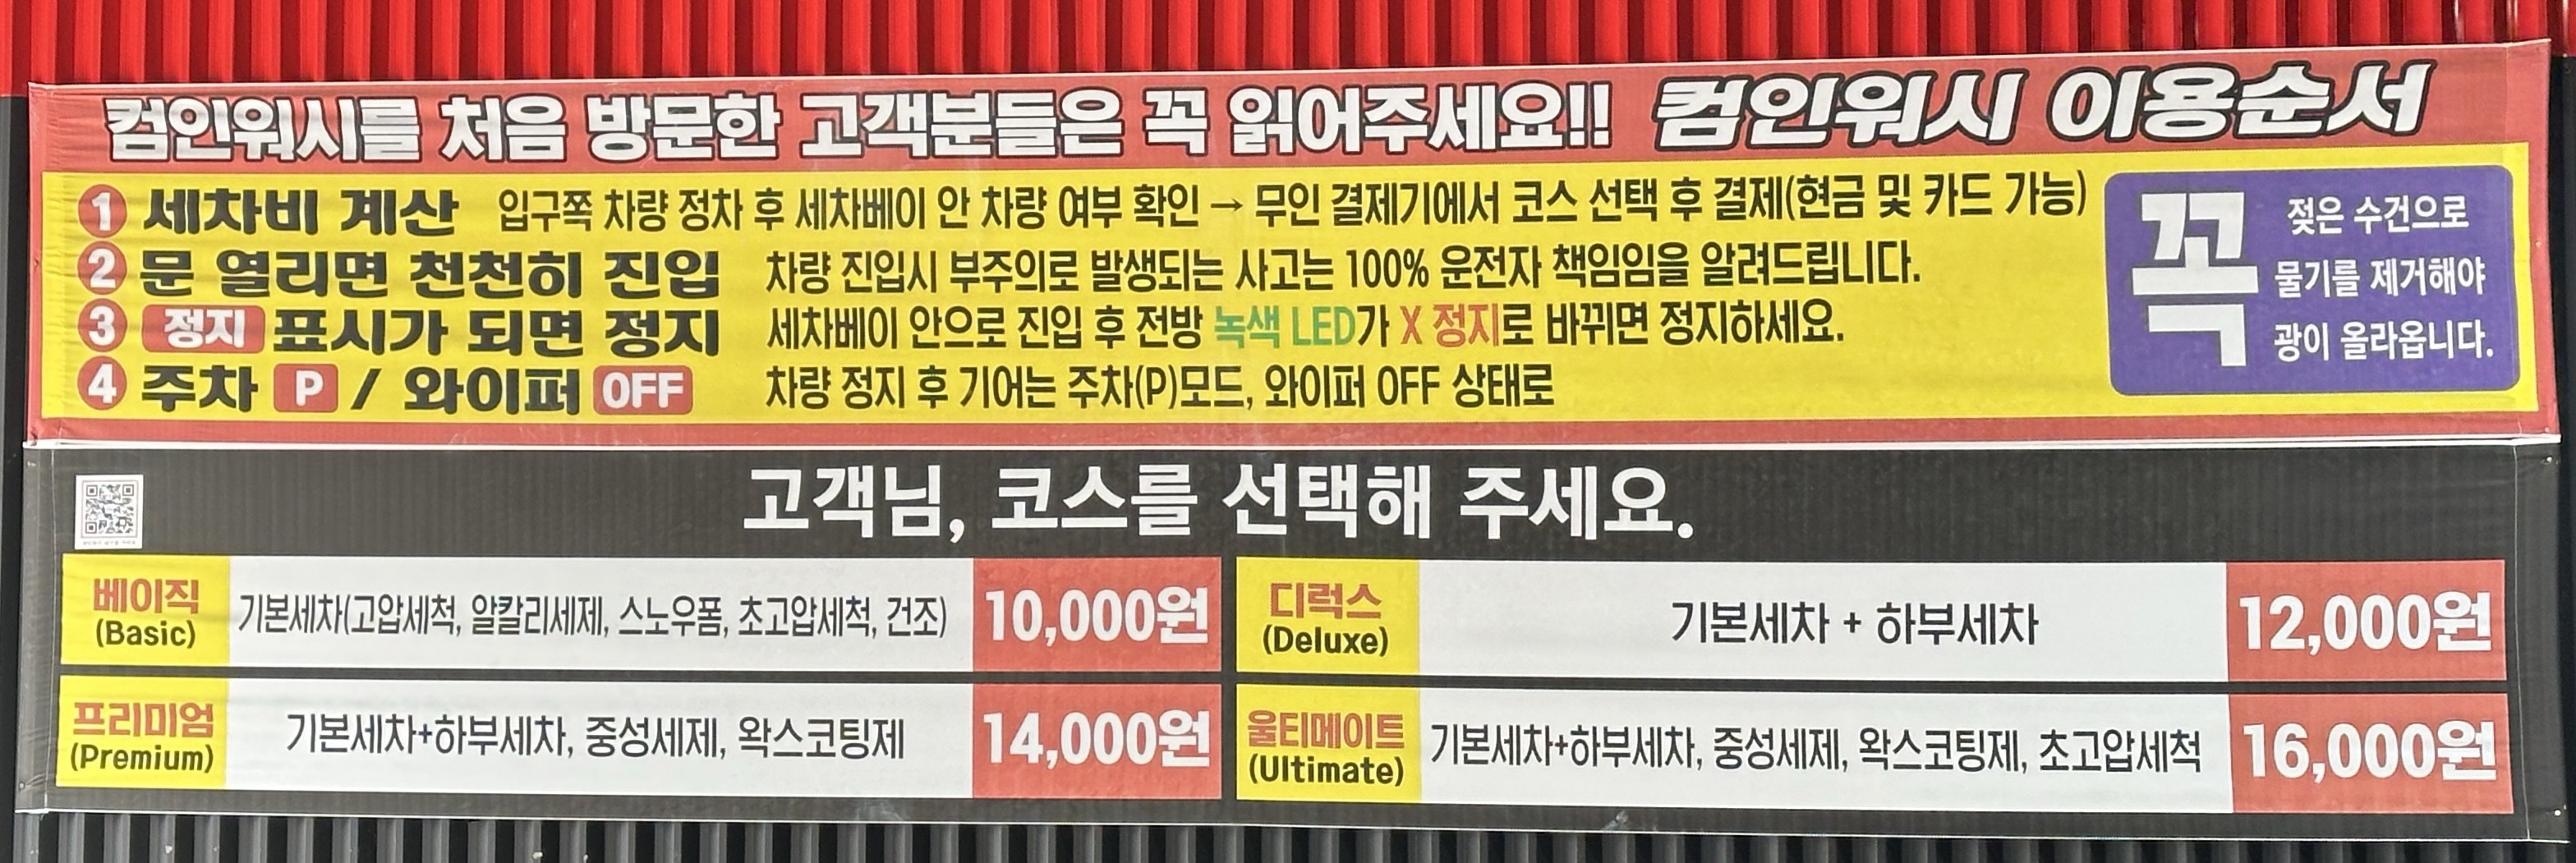 컴인워시를 처음 방문한 고객분들은 꼭 읽어주세요!! 컴인워시 이용순서
1 세차비 계산 입구쪽 차량 정차 후 세차베이 안 차량 여부 확인 → 무인 결제기에서 코스 선택 후 결제(현금 및 카드 가능)
2 문 열리면 천천히 진입 차량 진입시 부주의로 발생되는 사고는 100% 운전자 책임임을 알려드립니다.
3 정지 표시가 되면 정지 세차베이 안으로 진입 후 전방 녹색 LED가 X 정지로 바뀌면 정지하세요.
4 주차 P / 와이퍼 OFF 차량 정지 후 기어는 주차(P)모드, 와이퍼 OFF 상태로
꼭
젖은 수건으로
물기를 제거해야
광이 올라옵니다.
고객님, 코스를 선택해 주세요.
베이직
(Basic)
기본세차(고압세척, 알칼리세제, 스노우폼, 초고압세척, 건조)
10,000원
디럭스
(Deluxe)
기본세차 + 하부세차
12,000원
프리미엄
(Premium)
기본세차+하부세차, 중성세제, 왁스코팅제
14,000원
울티메이트
(Ultimate)
기본세차+하부세차, 중성세제, 왁스코팅제, 초고압세척
16,000원